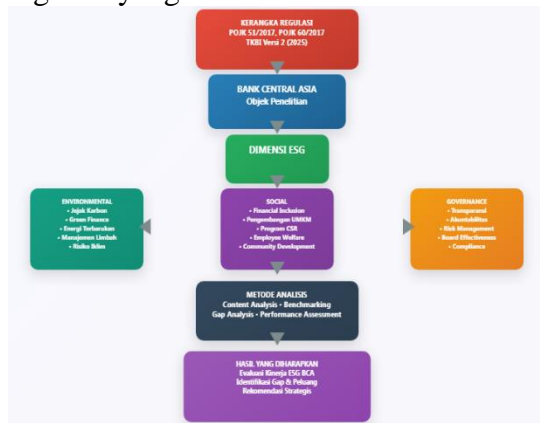 KERANGKA REGULASI
POJK 51/2017, POJK 60/2017
TKBI Versi 2 (2025)
BANK CENTRAL ASIA
Objek Penelitian
DIMENSI ESG
ENVIRONMENTAL
• Jejak Karbon
• Green Finance
• Energi Terbarukan
• Manajemen Limbah
• Risiko Iklim
SOCIAL
• Financial Inclusion
• Pengembangan UMKM
• Program CSR
• Employee Welfare
• Community Development
GOVERNANCE
• Transparansi
• Akuntabilitas
• Risk Management
• Board Effectiveness
• Compliance
METODE ANALISIS
Content Analysis • Benchmarking
Gap Analysis • Performance Assessment
HASIL YANG DIHARAPKAN
Evaluasi Kinerja ESG BCA
Identifikasi Gap & Peluang
Rekomendasi Strategis